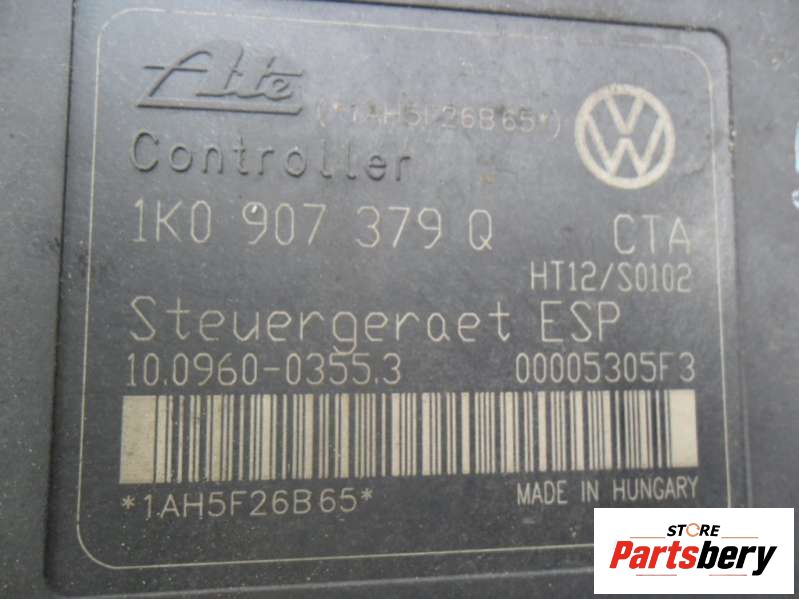 Ate
(*1AH5F26B65*)
Controller
VW
1K0 907 379 Q CTA
HT12/S0102
Steuergeraet ESP
10.0960-0355.3 00005305F3
*1AH5F26B65*
MADE IN HUNGARY
STORE
Partsbery